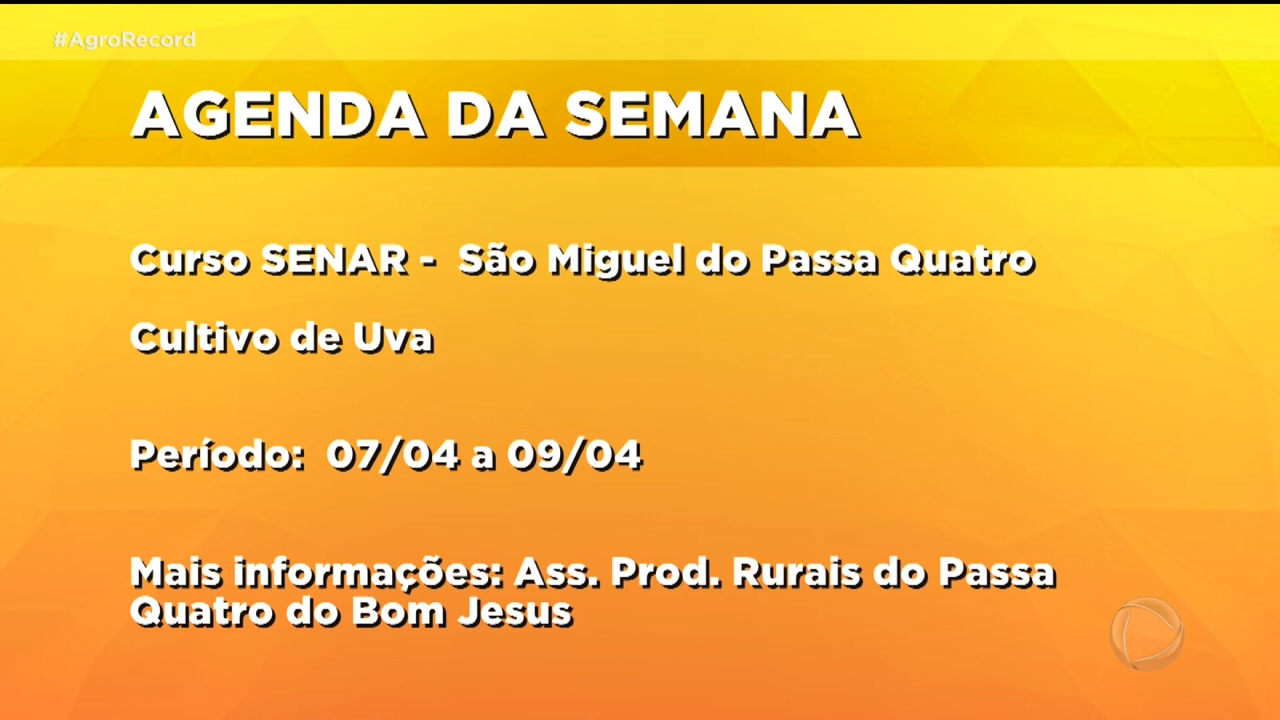 #AgroRecord
AGENDA DA SEMANA
Curso SENAR - São Miguel do Passa Quatro
Cultivo de Uva
Período: 07/04 a 09/04
Mais informações: Ass. Prod. Rurais do Passa
Quatro do Bom Jesus